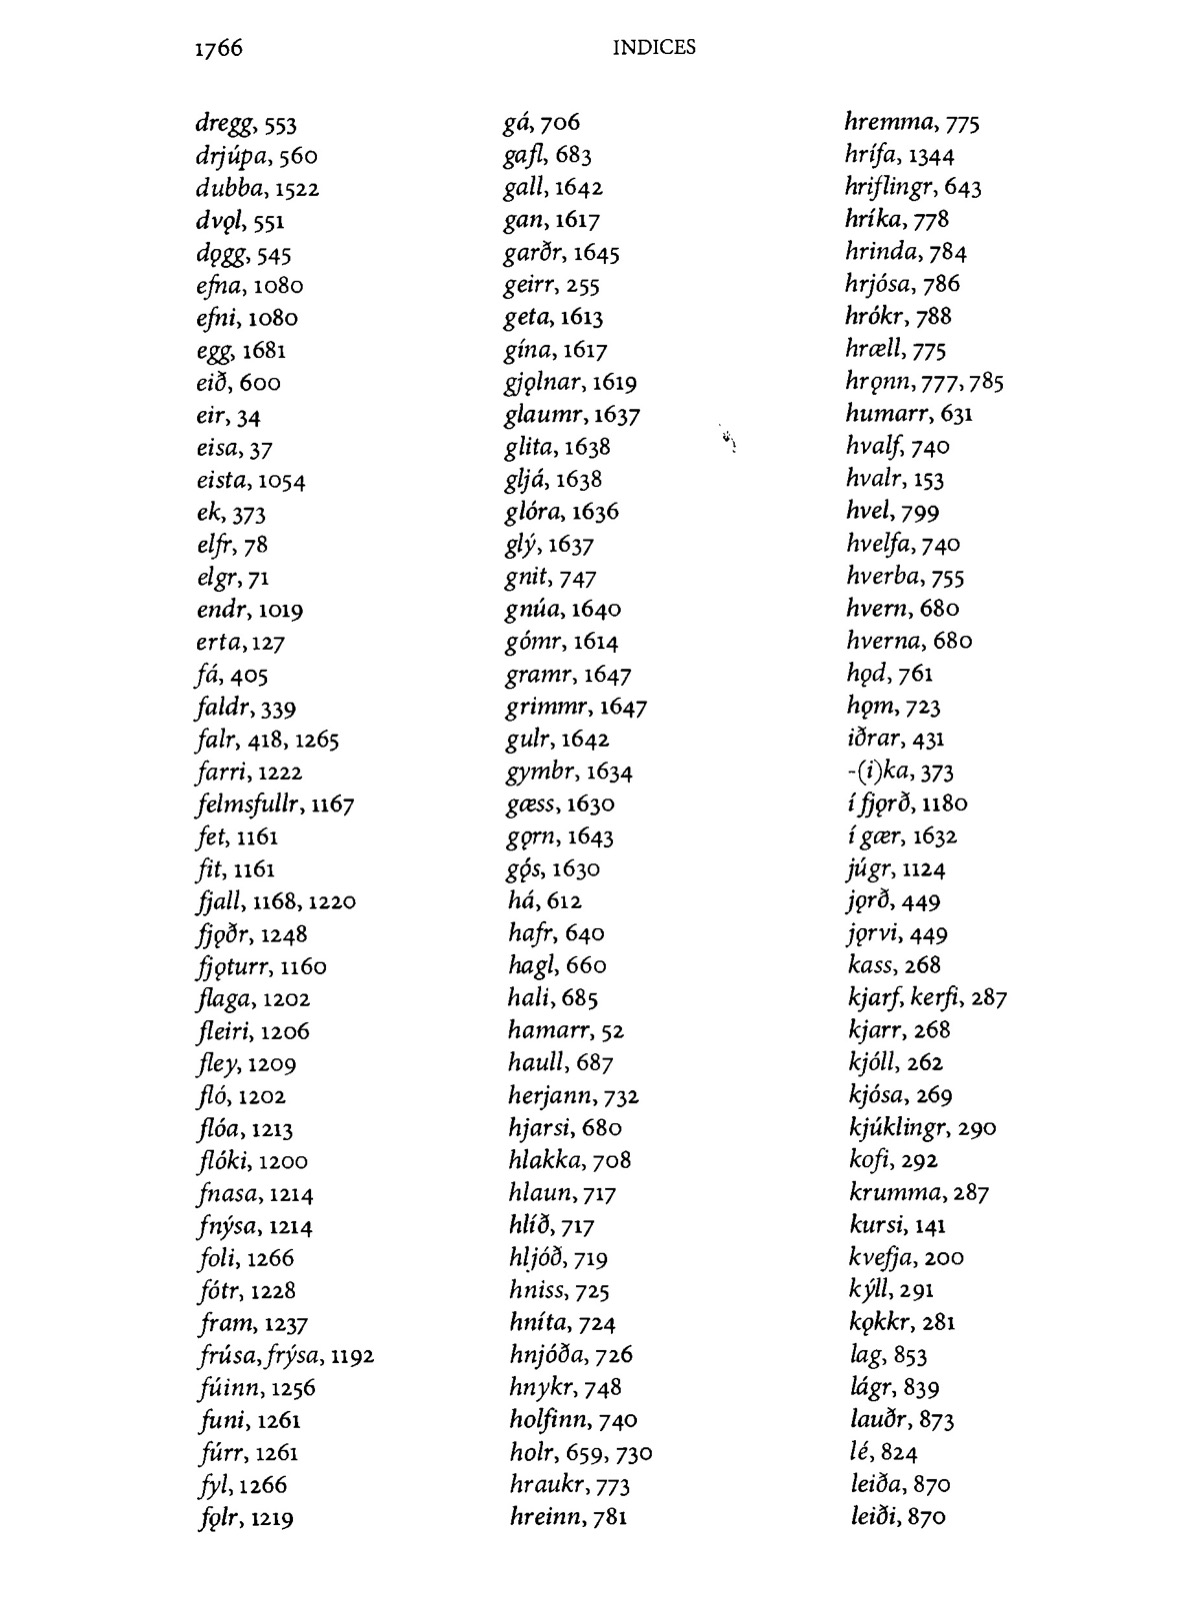 1766
INDICES
dregg, 553
drjúpa, 560
dubba, 1522
dvǫl, 551
dǫgg, 545
efna, 1080
efni, 1080
egg, 1681
eið, 600
eir, 34
eisa, 37
eista, 1054
ek, 373
elfr, 78
elgr, 71
endr, 1019
erta, 127
fá, 405
faldr, 339
falr, 418, 1265
farri, 1222
felmsfullr, 1167
fet, 1161
fit, 1161
fjall, 1168, 1220
fjǫðr, 1248
fjǫturr, 1160
flaga, 1202
fleiri, 1206
fley, 1209
fló, 1202
flóa, 1213
flóki, 1200
fnasa, 1214
fnýsa, 1214
foli, 1266
fótr, 1228
fram, 1237
frúsa, frýsa, 1192
fúinn, 1256
funi, 1261
fúrr, 1261
fyl, 1266
fǫlr, 1219
gá, 706
gafl, 683
gall, 1642
gan, 1617
garðr, 1645
geirr, 255
geta, 1613
gína, 1617
gjǫlnar, 1619
glaumr, 1637
glita, 1638
gljá, 1638
glóra, 1636
glý, 1637
gnit, 747
gnúa, 1640
gómr, 1614
gramr, 1647
grimmr, 1647
gulr, 1642
gymbr, 1634
gæss, 1630
gǫrn, 1643
gǫ́s, 1630
há, 612
hafr, 640
hagl, 660
hali, 685
hamarr, 52
haull, 687
herjann, 732
hjarsi, 680
hlakka, 708
hlaun, 717
hlíð, 717
hljóð, 719
hniss, 725
hníta, 724
hnjóða, 726
hnykr, 748
holfinn, 740
holr, 659, 730
hraukr, 773
hreinn, 781
hremma, 775
hrífa, 1344
hriflingr, 643
hríka, 778
hrinda, 784
hrjósa, 786
hrókr, 788
hræll, 775
hrǫnn, 777, 785
humarr, 631
hvalf, 740
hvalr, 153
hvel, 799
hvelfa, 740
hverba, 755
hvern, 680
hverna, 680
hǫd, 761
hǫm, 723
iðrar, 431
-(i)ka, 373
í fjǫrð, 1180
í gær, 1632
júgr, 1124
jǫrð, 449
jǫrvi, 449
kass, 268
kjarf, kerfi, 287
kjarr, 268
kjóll, 262
kjósa, 269
kjúklingr, 290
kofi, 292
krumma, 287
kursi, 141
kvefja, 200
kýll, 291
kǫkkr, 281
lag, 853
lágr, 839
lauðr, 873
lé, 824
leiða, 870
leiði, 870